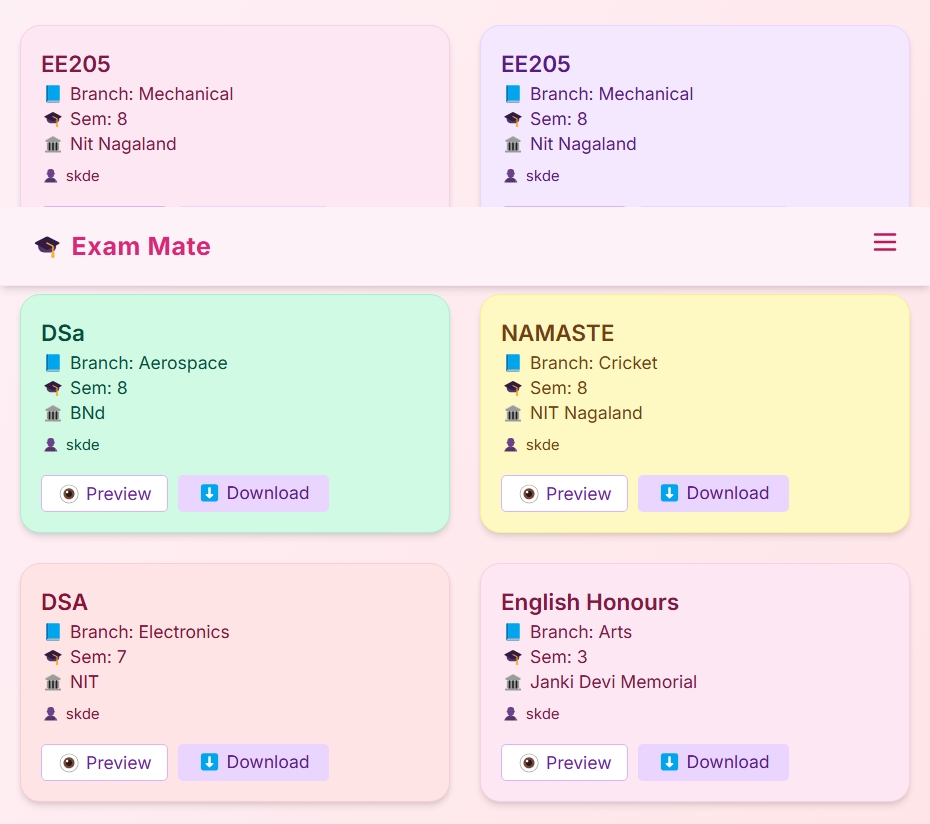 EE205
Branch: Mechanical
Sem: 8
Nit Nagaland
skde
EE205
Branch: Mechanical
Sem: 8
Nit Nagaland
skde
Exam Mate
DSa
Branch: Aerospace
Sem: 8
BNd
skde
Preview Download
NAMASTE
Branch: Cricket
Sem: 8
NIT Nagaland
skde
Preview Download
DSA
Branch: Electronics
Sem: 7
NIT
skde
Preview Download
English Honours
Branch: Arts
Sem: 3
Janki Devi Memorial
skde
Preview Download